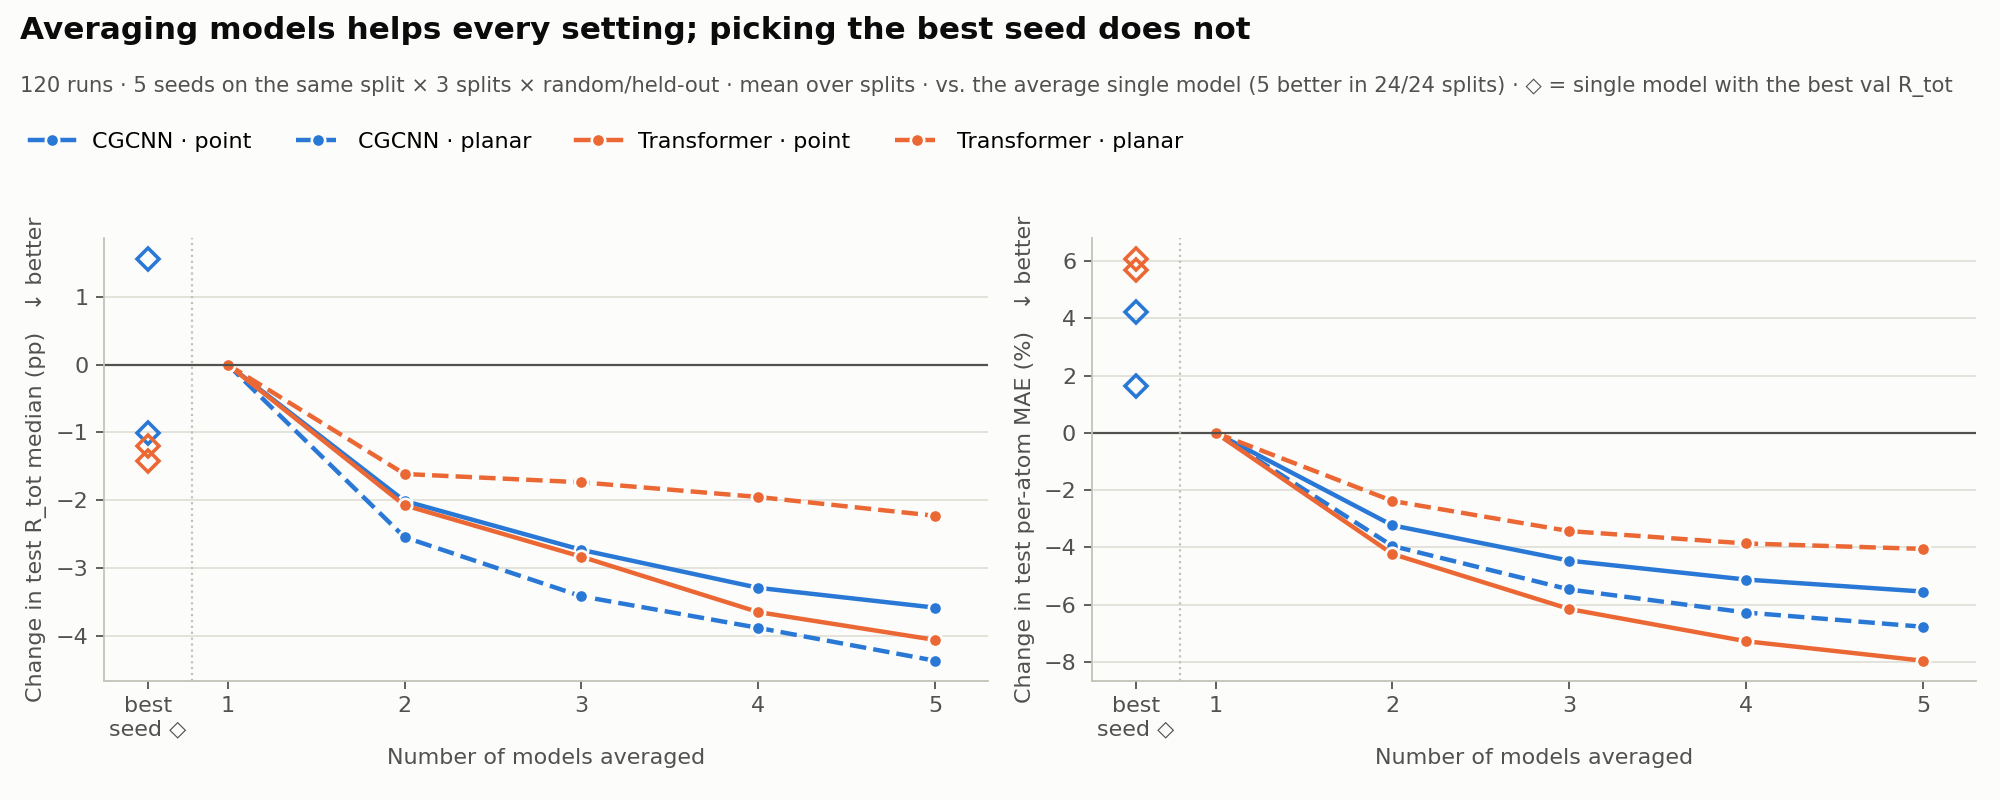 Averaging models helps every setting; picking the best seed does not
120 runs · 5 seeds on the same split × 3 splits × random/held-out · mean over splits · vs. the average single model (5 better in 24/24 splits) · ◇ = single model with the best val R_tot
CGCNN · point
CGCNN · planar
Transformer · point
Transformer · planar
Change in test R_tot median (pp) ↓ better
1
0
−1
−2
−3
−4
best
seed ◇
1
2
3
4
5
Number of models averaged
Change in test per-atom MAE (%) ↓ better
6
4
2
0
−2
−4
−6
−8
best
seed ◇
1
2
3
4
5
Number of models averaged